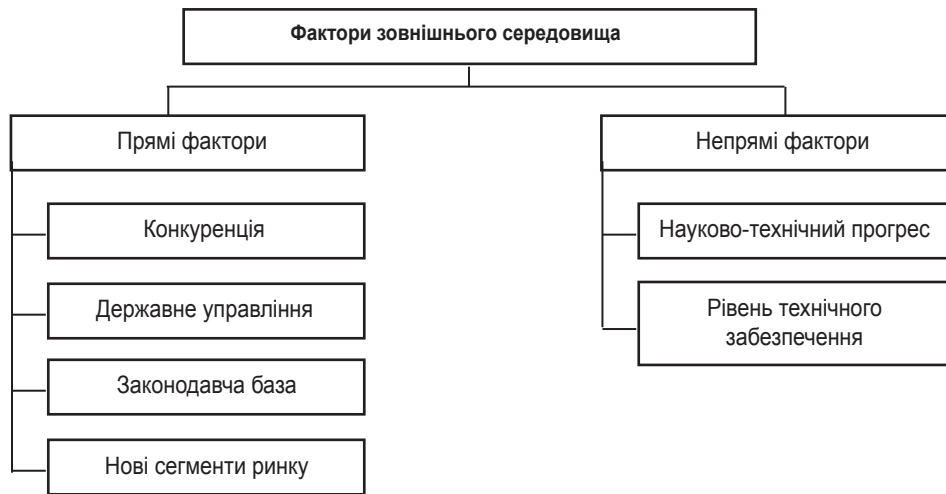 Фактори зовнішнього середовища
Прямі фактори
Конкуренція
Державне управління
Законодавча база
Нові сегменти ринку
Непрямі фактори
Науково-технічний прогрес
Рівень технічного
забезпечення